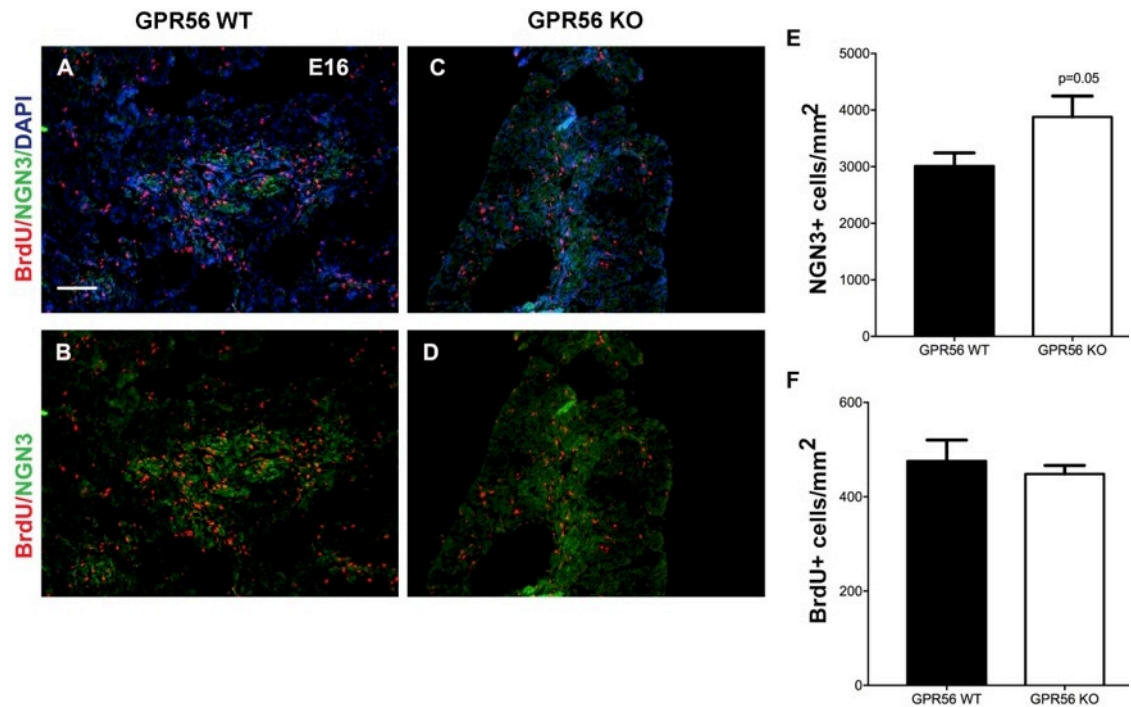 GPR56 WT
GPR56 KO
A
E16
C
BrdU/NGN3/DAPI
B
D
BrdU/NGN3
E
NGN3+ cells/mm2
5000
4000
3000
2000
1000
0
p=0.05
GPR56 WT
GPR56 KO
F
BrdU+ cells/mm2
600
400
200
0
GPR56 WT
GPR56 KO